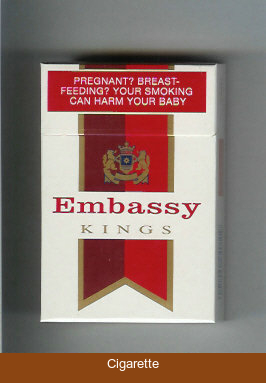 PREGNANT? BREAST-
FEEDING? YOUR SMOKING
CAN HARM YOUR BABY
Embassy
KINGS
Cigarette